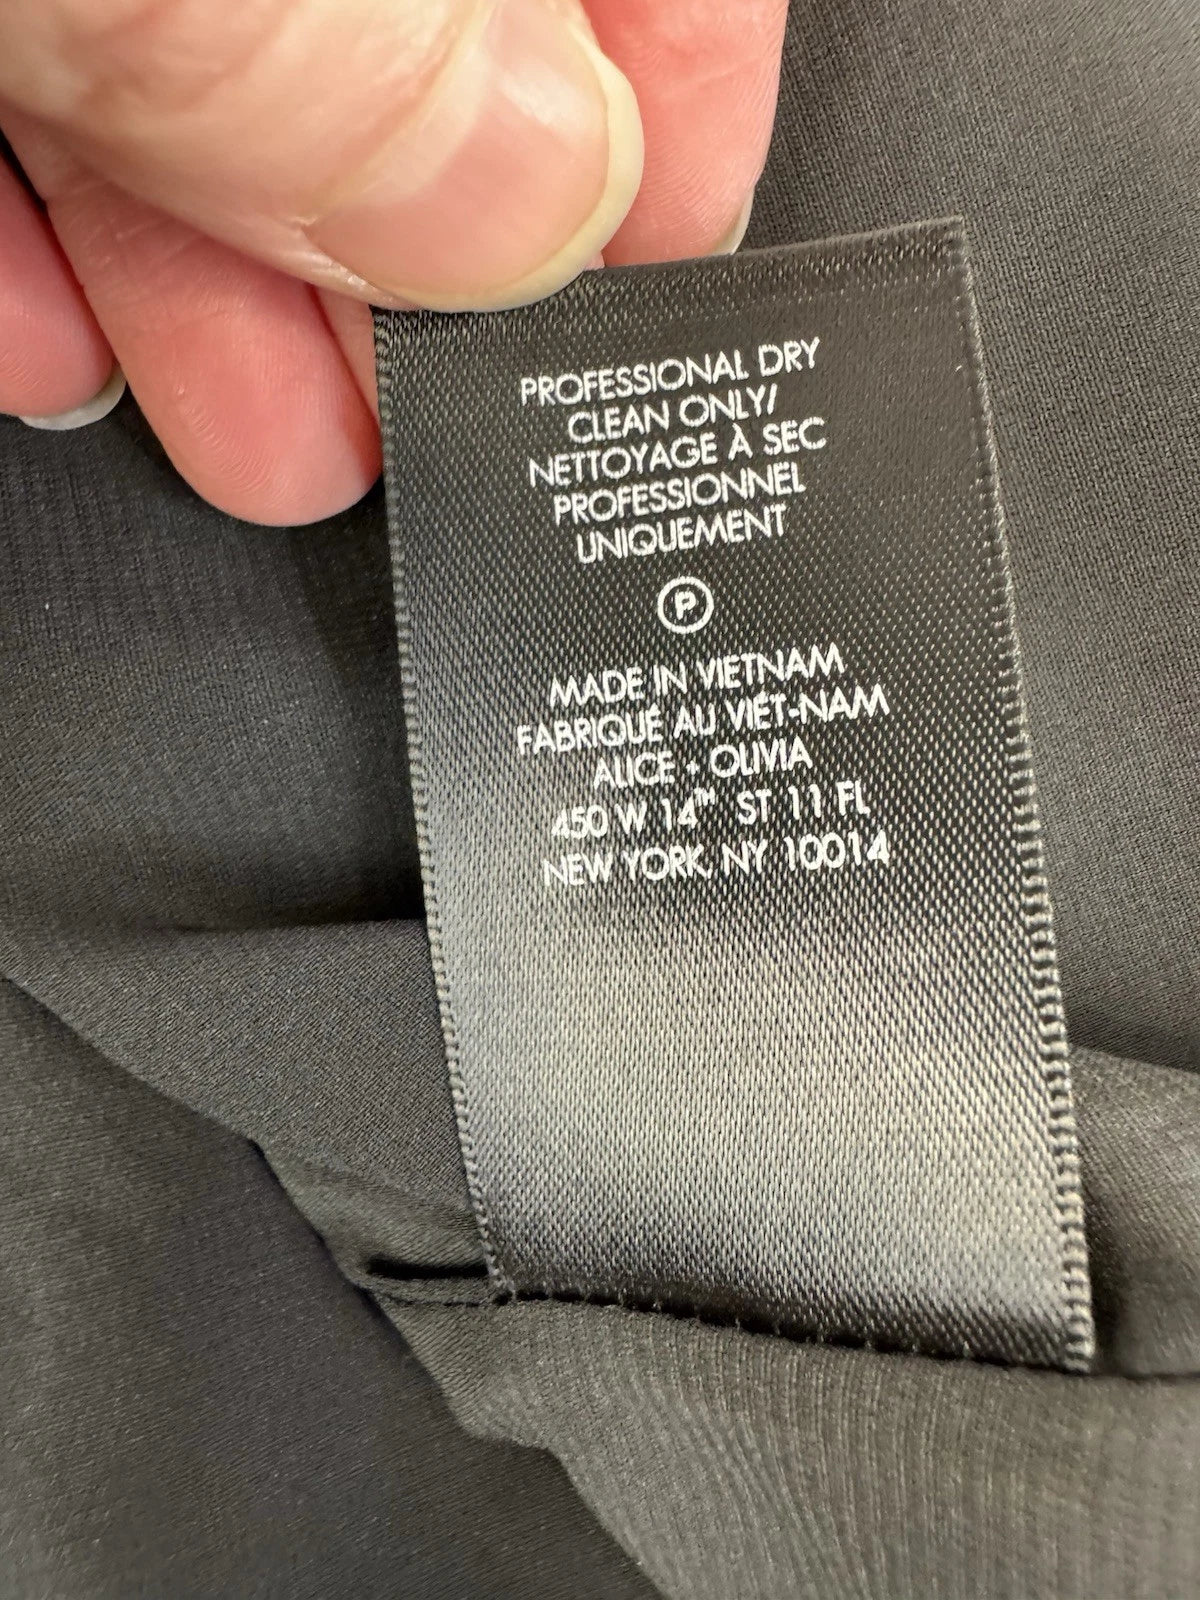 PROFESSIONAL DRY
CLEAN ONLY/
NETTOYAGE À SEC
PROFESSIONNEL
UNIQUEMENT
P
MADE IN VIETNAM
FABRIQUÉ AU VIÊT-NAM
ALICE + OLIVIA
450 W 14TH ST 11 FL
NEW YORK, NY 10014